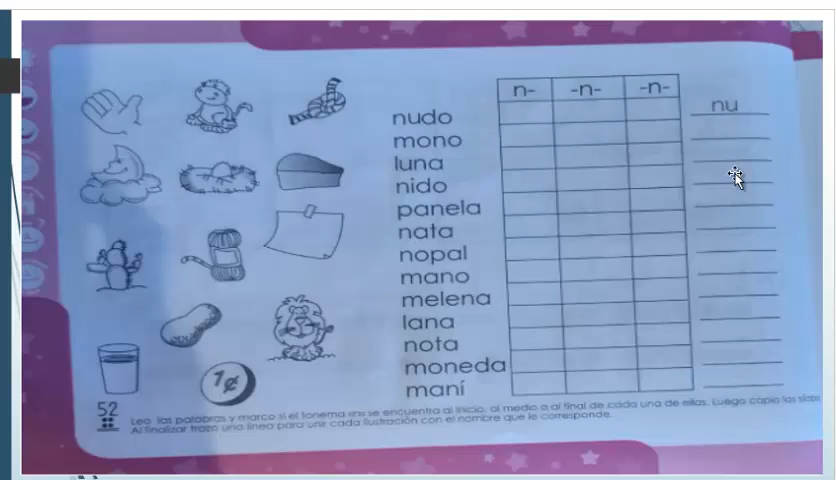 n- -n- -n-
nu
nudo
mono
luna
nido
panela
nata
nopal
mano
melena
lana
nota
moneda
maní
1¢
52
Leo las palabras y marco si el fonema /n/ se encuentra al inicio, al medio o al final de cada una de ellas. Luego copio las
Al finalizar trazo una línea para unir cada ilustración con el nombre que le corresponde.